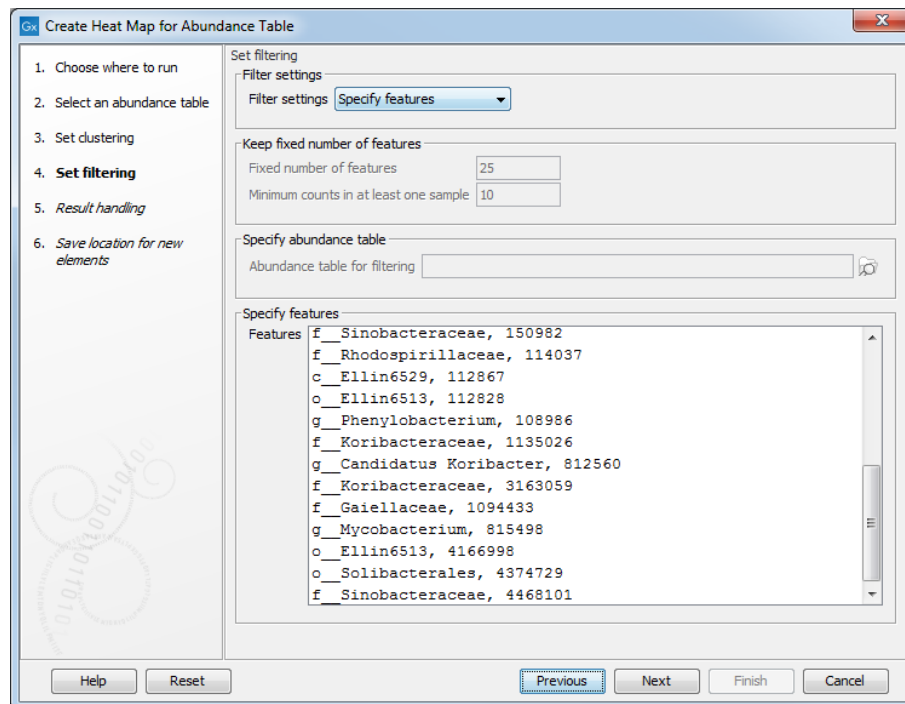 Gx Create Heat Map for Abundance Table
1. Choose where to run
2. Select an abundance table
3. Set clustering
4. Set filtering
5. Result handling
6. Save location for new
elements
Set filtering
Filter settings
Filter settings Specify features
Keep fixed number of features
Fixed number of features 25
Minimum counts in at least one sample 10
Specify abundance table
Abundance table for filtering
Specify features
Features f__Sinobacteraceae, 150982
f__Rhodospirillaceae, 114037
c__Ellin6529, 112867
o__Ellin6513, 112828
g__Phenylobacterium, 108986
f__Koribacteraceae, 1135026
g__Candidatus Koribacter, 812560
f__Koribacteraceae, 3163059
f__Gaiellaceae, 1094433
g__Mycobacterium, 815498
o__Ellin6513, 4166998
o__Solibacterales, 4374729
f__Sinobacteraceae, 4468101
Help Reset Previous Next Finish Cancel